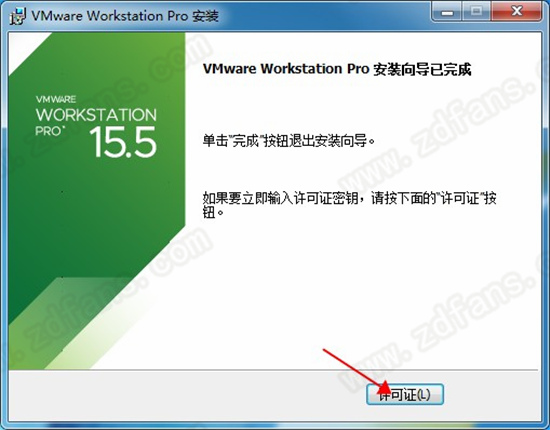 VMware Workstation Pro 安装
VMWARE
WORKSTATION
PRO™
15.5
VMware Workstation Pro 安装向导已完成
单击"完成"按钮退出安装向导。
如果要立即输入许可证密钥，请按下面的"许可证"按
钮。
许可证(L)
www.zdfans.com